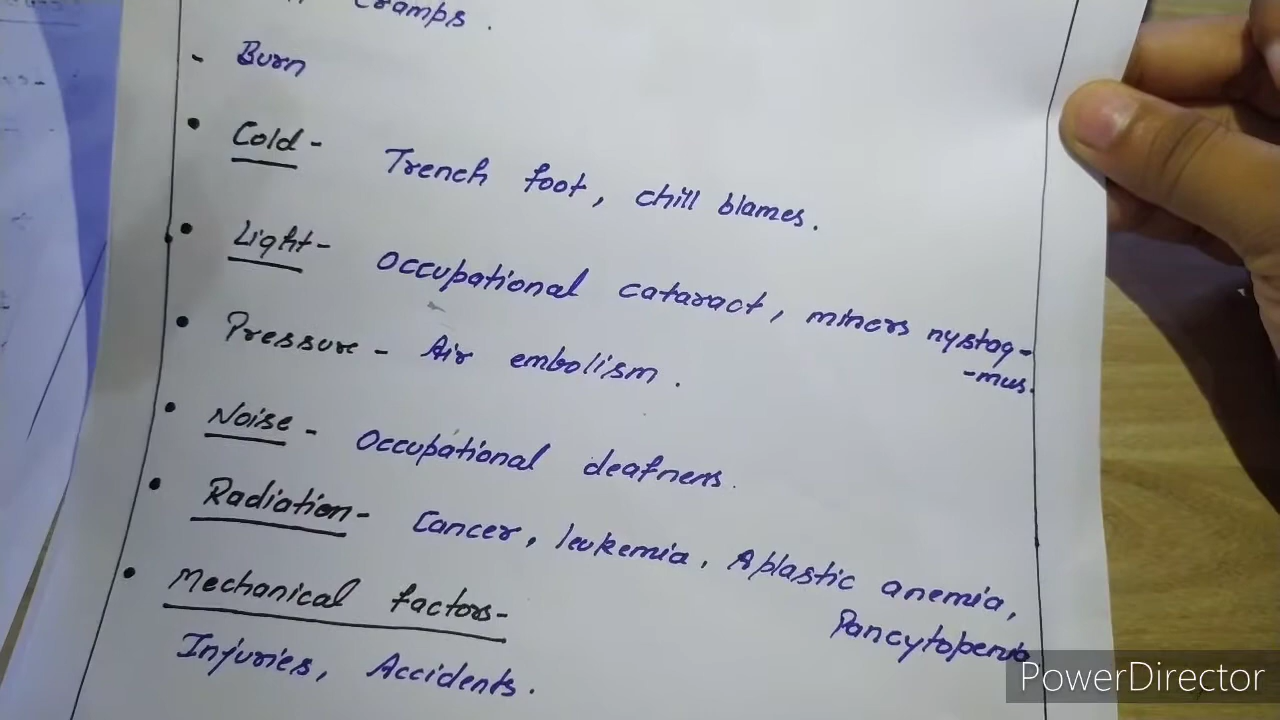 Cramps.
- Burn
• Cold - Trench foot, chill blames.
• Light - Occupational cataract, miners nystag-
-mus.
• Pressure - Air embolism.
• Noise - Occupational deafness.
• Radiation - Cancer, leukemia, Aplastic anemia,
Pancytopenia
• Mechanical factors-
Injuries, Accidents.
PowerDirector